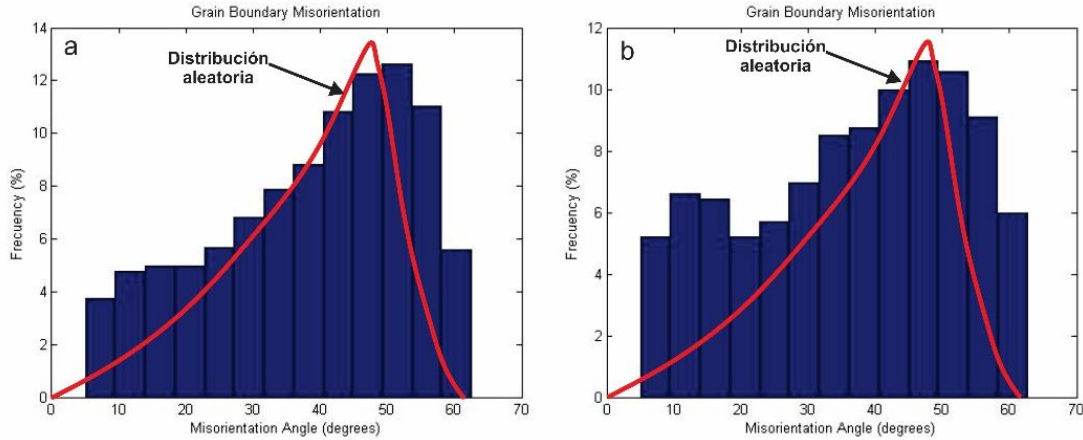 Grain Boundary Misorientation
a
Distribución
aleatoria
14
12
10
8
6
4
2
0
Frecuency (%)
0 10 20 30 40 50 60 70
Misorientation Angle (degrees)
Grain Boundary Misorientation
b
Distribución
aleatoria
12
10
8
6
4
2
0
Frecuency (%)
0 10 20 30 40 50 60 70
Misorientation Angle (degrees)